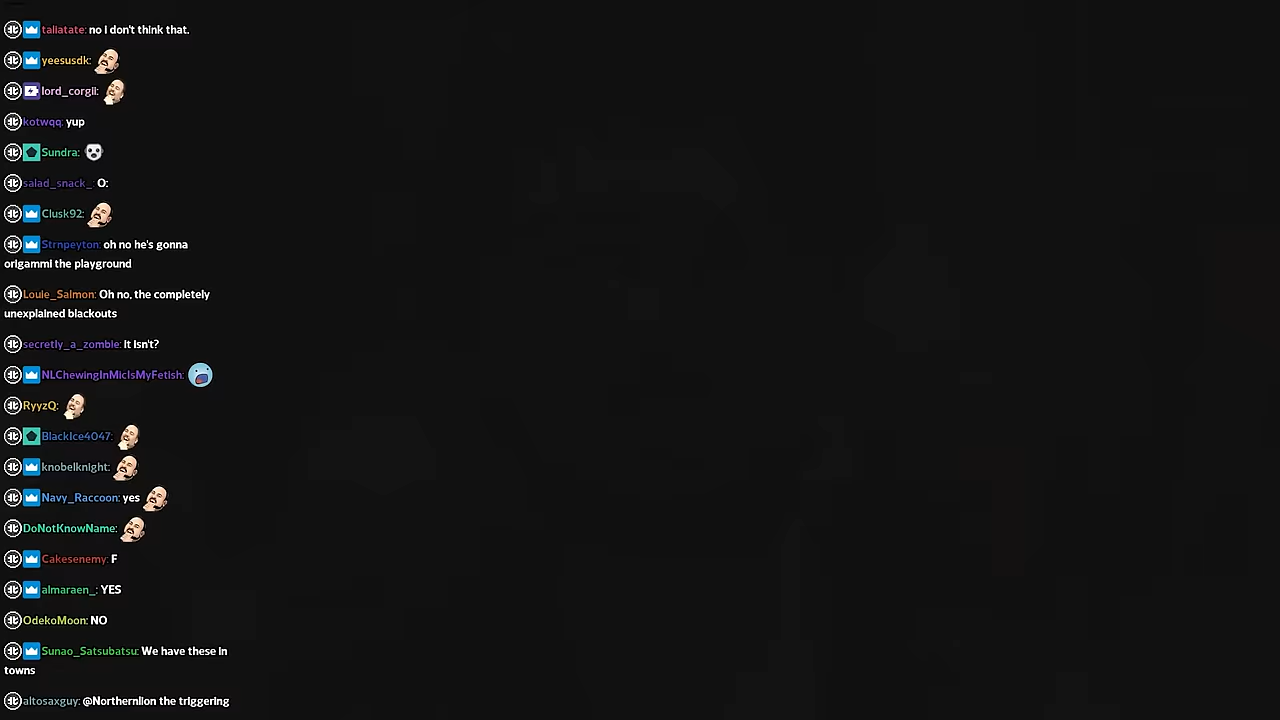 taliatate: no I don't think that.
yeesusdk:
lord_corgii:
kotwqq: yup
Sundra:
salad_snack_: O:
Clusk92:
Strnpeyton: oh no he's gonna
origammi the playground
Louie_Salmon: Oh no, the completely
unexplained blackouts
secretly_a_zombie: It isn't?
NLChewingInMicIsMyFetish:
RyyzQ:
BlackIce4047:
knobelknight:
Navy_Raccoon: yes
DoNotKnowName:
Cakesenemy: F
almaraen_: YES
OdekoMoon: NO
Sunao_Satsubatsu: We have these in
towns
altosaxguy: @Northernlion the triggering